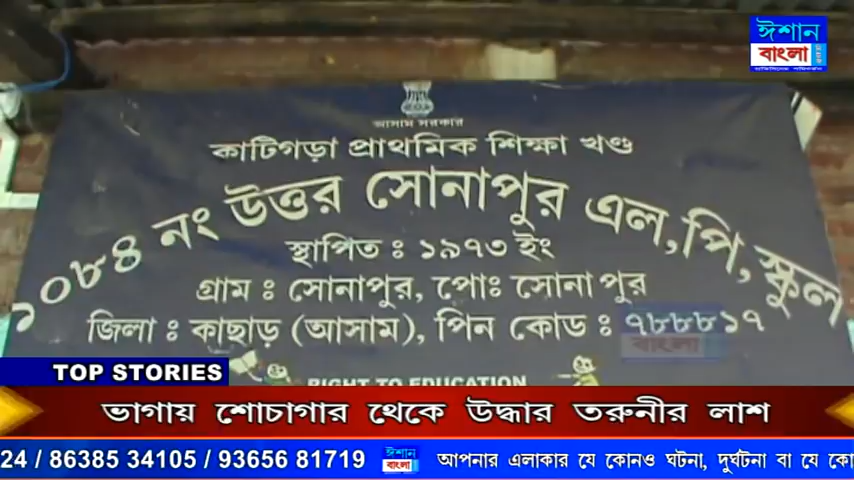 ঈশান
বাংলা
আসাম সরকার
কাটিগড়া প্রাথমিক শিক্ষা খণ্ড
১০৮৪ নং উত্তর সোনাপুর এল,পি, স্কুল
স্থাপিত : ১৯৭৩ ইং
গ্রাম : সোনাপুর, পোঃ সোনাপুর
জিলা : কাছাড় (আসাম), পিন কোড : ৭৮৮৮১৭
বাংলা
RIGHT TO EDUCATION
TOP STORIES
ভাগায় শোচাগার থেকে উদ্ধার তরুনীর লাশ
24 / 86385 34105 / 93656 81719 ঈশান বাংলা আপনার এলাকার যে কোনও ঘটনা, দুর্ঘটনা বা যে কো